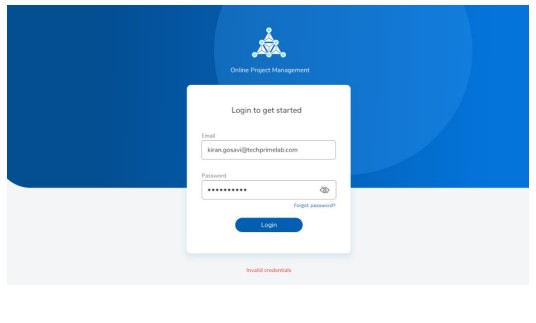 Online Project Management
Login to get started
Email
kiran.gosavi@techprimelab.com
Password
••••••••••
Forgot password?
Login
Invalid credentials